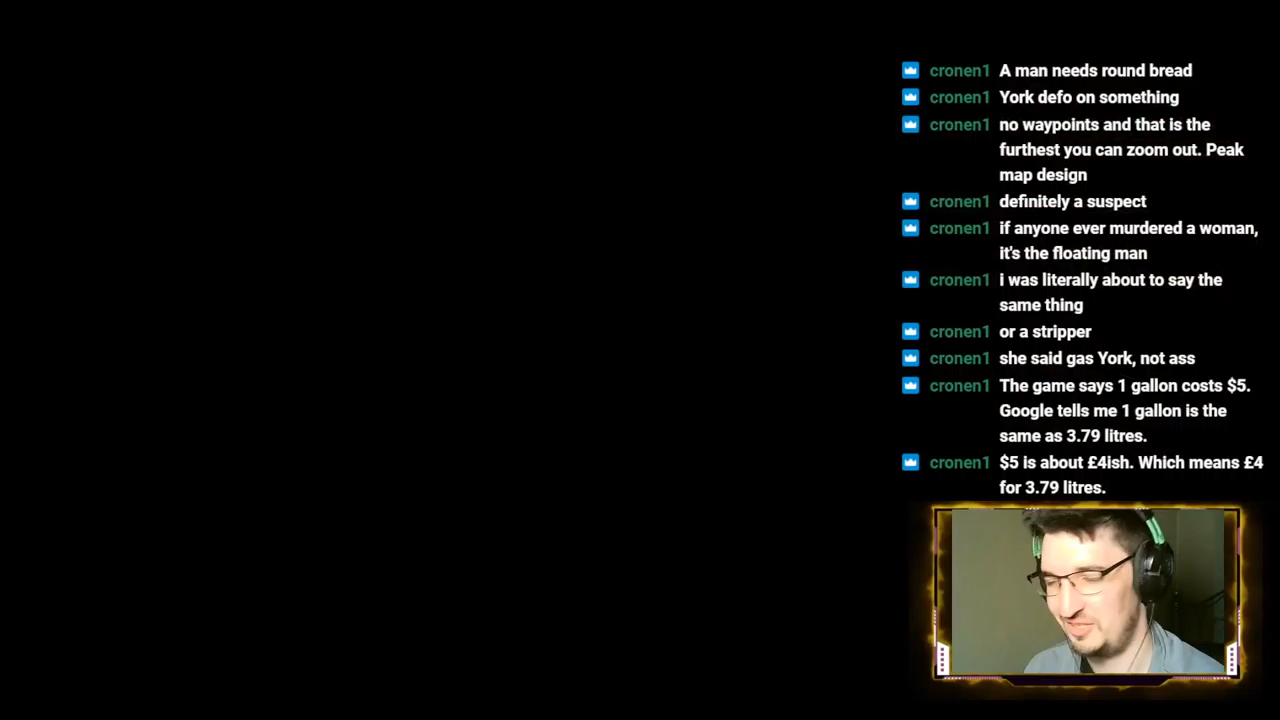 cronen1 A man needs round bread
cronen1 York defo on something
cronen1 no waypoints and that is the
furthest you can zoom out. Peak
map design
cronen1 definitely a suspect
cronen1 if anyone ever murdered a woman,
it's the floating man
cronen1 i was literally about to say the
same thing
cronen1 or a stripper
cronen1 she said gas York, not ass
cronen1 The game says 1 gallon costs $5.
Google tells me 1 gallon is the
same as 3.79 litres.
cronen1 $5 is about £4ish. Which means £4
for 3.79 litres.